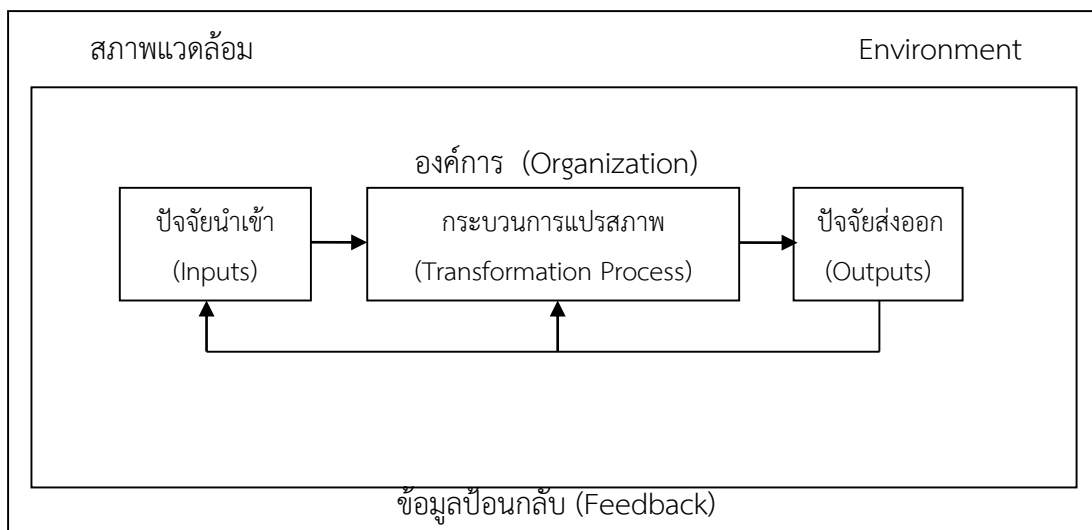 สภาพแวดล้อม Environment
องค์การ (Organization)
ปัจจัยนำเข้า กระบวนการแปรสภาพ ปัจจัยส่งออก
(Inputs) (Transformation Process) (Outputs)
ข้อมูลป้อนกลับ (Feedback)